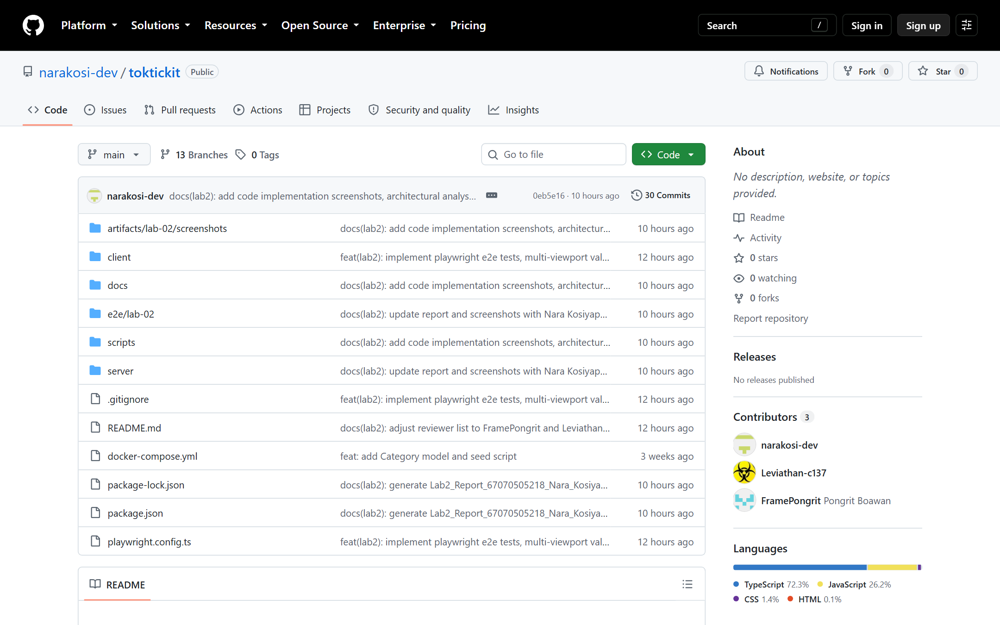 Platform Solutions Resources Open Source Enterprise Pricing Search / Sign in Sign up
narakosi-dev / toktickit Public Notifications Fork 0 Star 0
Code Issues Pull requests Actions Projects Security and quality Insights
main 13 Branches 0 Tags Go to file Code
narakosi-dev docs(lab2): add code implementation screenshots, architectural analys... 0eb5e16 · 10 hours ago 30 Commits
artifacts/lab-02/screenshots docs(lab2): add code implementation screenshots, architectur... 10 hours ago
client feat(lab2): implement playwright e2e tests, multi-viewport val... 12 hours ago
docs docs(lab2): add code implementation screenshots, architectur... 10 hours ago
e2e/lab-02 docs(lab2): update report and screenshots with Nara Kosiyap... 10 hours ago
scripts docs(lab2): add code implementation screenshots, architectur... 10 hours ago
server docs(lab2): update report and screenshots with Nara Kosiyap... 10 hours ago
.gitignore feat(lab2): implement playwright e2e tests, multi-viewport val... 12 hours ago
README.md docs(lab2): adjust reviewer list to FramePongrit and Leviathan... 12 hours ago
docker-compose.yml feat: add Category model and seed script 3 weeks ago
package-lock.json docs(lab2): generate Lab2_Report_67070505218_Nara_Kosiya... 10 hours ago
package.json docs(lab2): generate Lab2_Report_67070505218_Nara_Kosiya... 10 hours ago
playwright.config.ts feat(lab2): implement playwright e2e tests, multi-viewport val... 12 hours ago
README
About
No description, website, or topics
provided.
Readme
Activity
0 stars
0 watching
0 forks
Report repository
Releases
No releases published
Contributors 3
narakosi-dev
Leviathan-c137
FramePongrit Pongrit Boawan
Languages
TypeScript 72.3% JavaScript 26.2%
CSS 1.4% HTML 0.1%